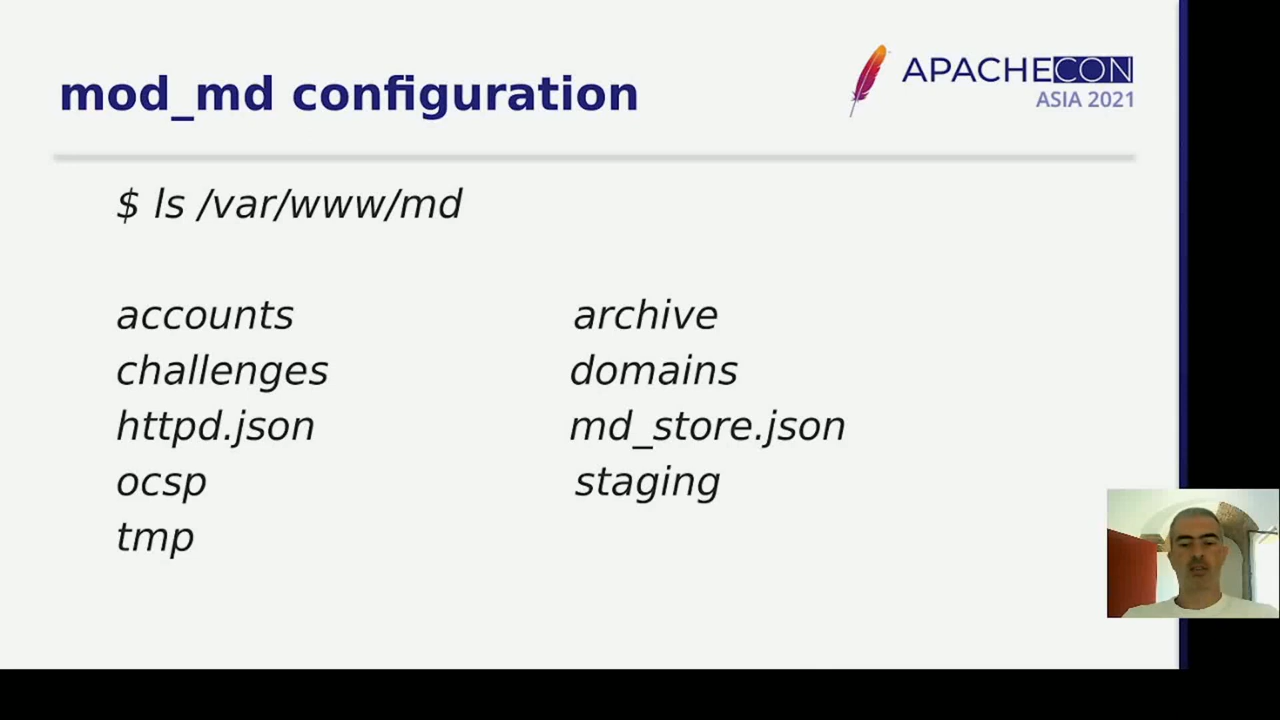 mod_md configuration
APACHECON
ASIA 2021
$ ls /var/www/md
accounts archive
challenges domains
httpd.json md_store.json
ocsp staging
tmp